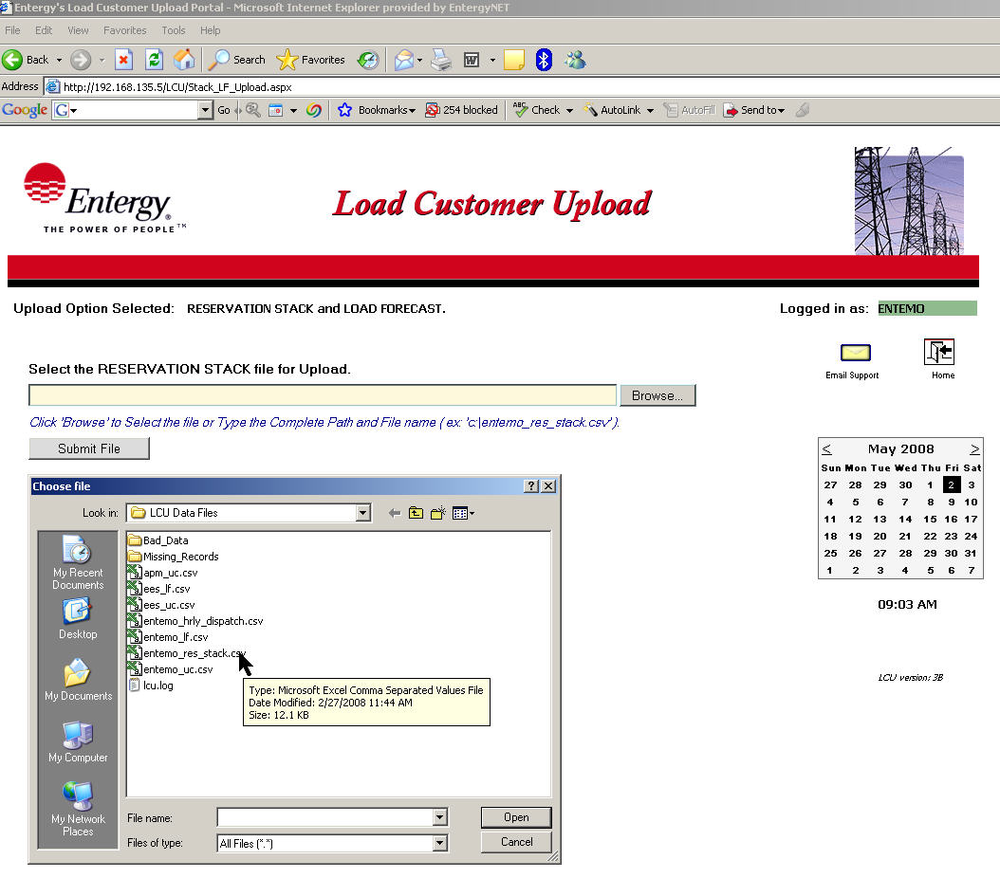 Entergy's Load Customer Upload Portal - Microsoft Internet Explorer provided by EntergyNET
File Edit View Favorites Tools Help
Back Search Favorites
Address http://192.168.135.5/LCU/Stack_LF_Upload.aspx
Google G Go Bookmarks 254 blocked ABC Check AutoLink AutoFill Send to
Entergy®
THE POWER OF PEOPLE™
Load Customer Upload
Upload Option Selected: RESERVATION STACK and LOAD FORECAST.
Logged in as: ENTEMO
Email Support Home
Select the RESERVATION STACK file for Upload.
Browse...
Click 'Browse' to Select the file or Type the Complete Path and File name ( ex: 'c:\entemo_res_stack.csv' ).
Submit File
< May 2008 >
Sun Mon Tue Wed Thu Fri Sat
27 28 29 30 1 2 3
4 5 6 7 8 9 10
11 12 13 14 15 16 17
18 19 20 21 22 23 24
25 26 27 28 29 30 31
1 2 3 4 5 6 7
09:03 AM
LCU version: 3B
Choose file
Look in: LCU Data Files
My Recent
Documents
Desktop
My Documents
My Computer
My Network
Places
Bad_Data
Missing_Records
apm_uc.csv
ees_lf.csv
ees_uc.csv
entemo_hrly_dispatch.csv
entemo_lf.csv
entemo_res_stack.csv
entemo_uc.csv
lcu.log
Type: Microsoft Excel Comma Separated Values File
Date Modified: 2/27/2008 11:44 AM
Size: 12.1 KB
File name:
Open
Files of type: All Files (*.*)
Cancel